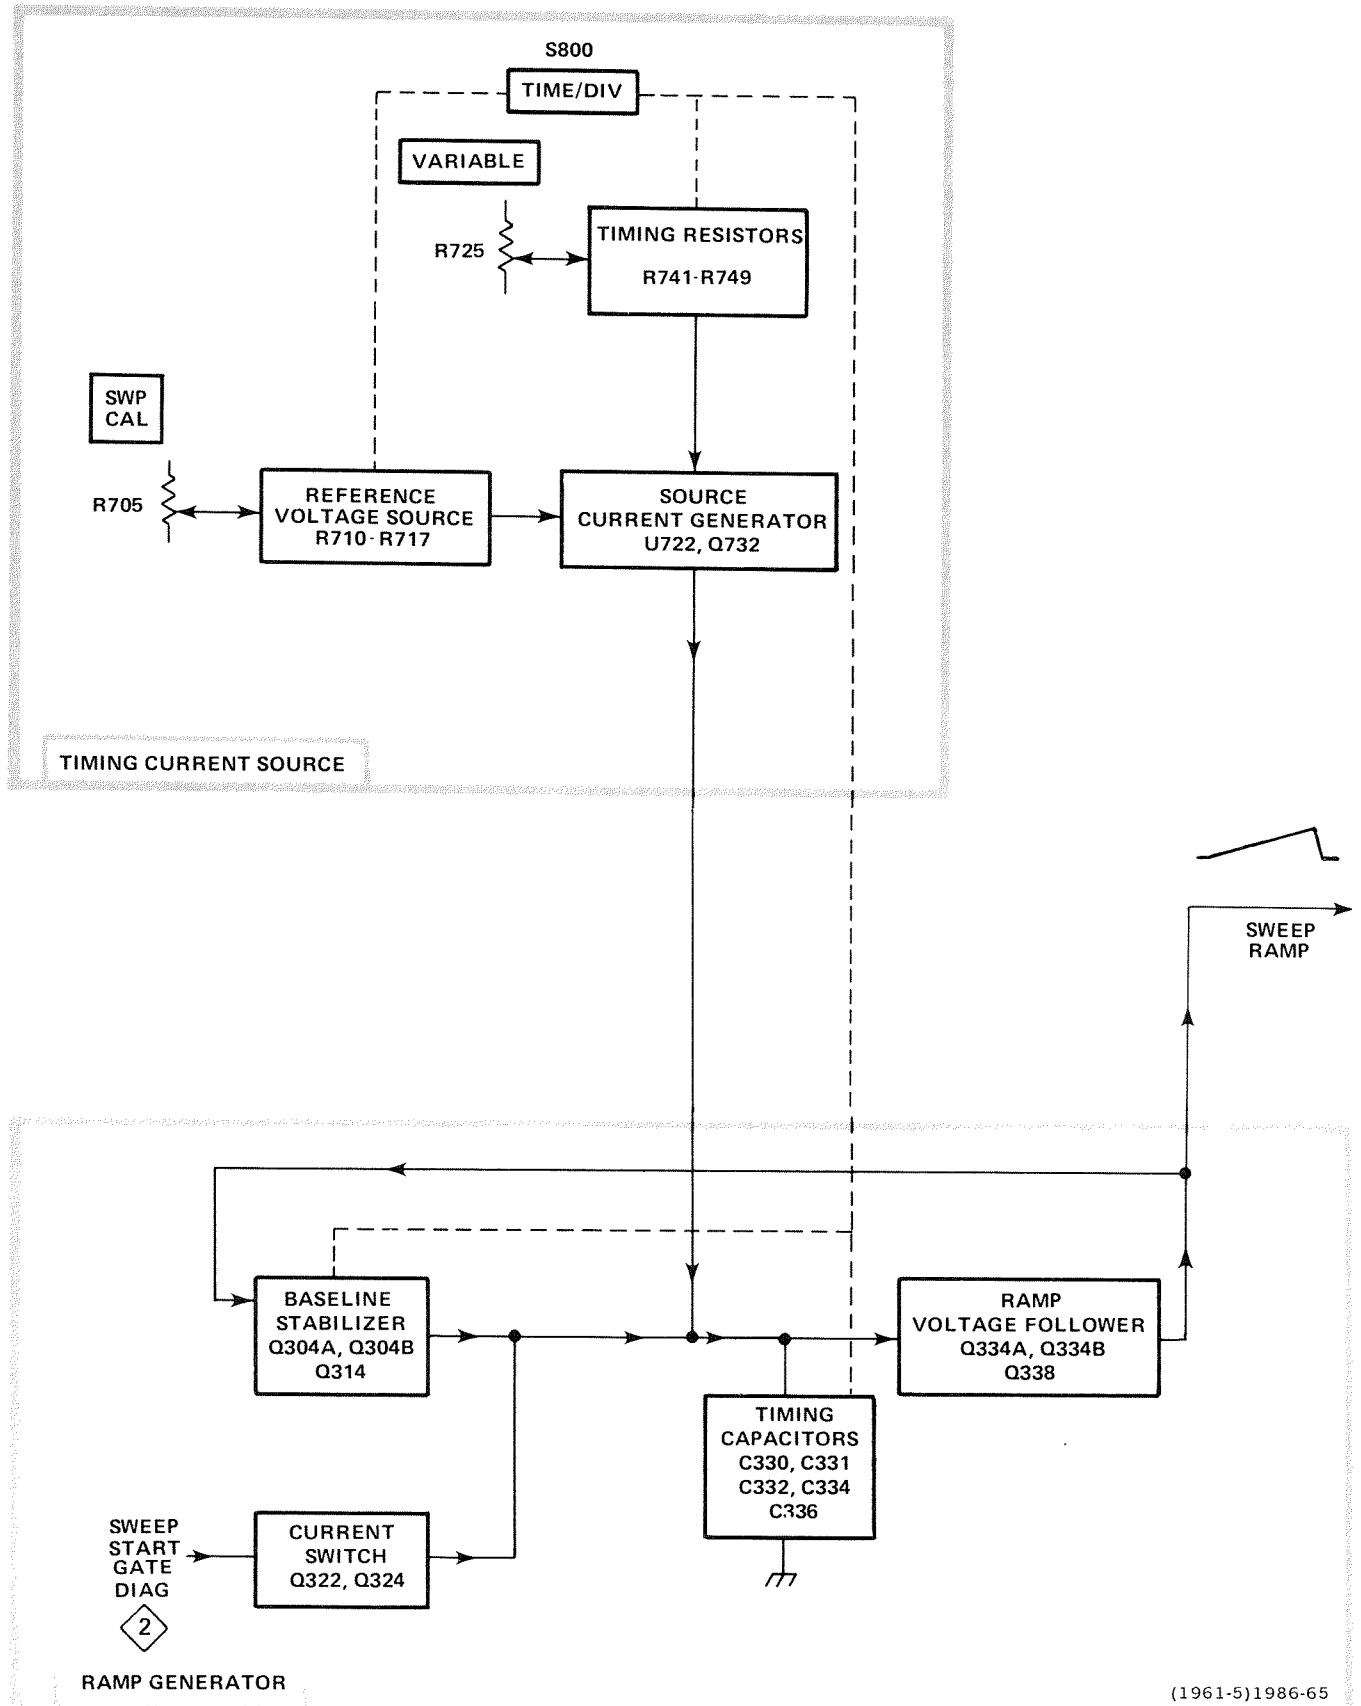 S800
TIME/DIV
VARIABLE
R725
TIMING RESISTORS
R741-R749
SWP
CAL
R705
REFERENCE
VOLTAGE SOURCE
R710-R717
SOURCE
CURRENT GENERATOR
U722, Q732
TIMING CURRENT SOURCE
SWEEP
RAMP
BASELINE
STABILIZER
Q304A, Q304B
Q314
RAMP
VOLTAGE FOLLOWER
Q334A, Q334B
Q338
TIMING
CAPACITORS
C330, C331
C332, C334
C336
SWEEP
START
GATE
DIAG
2
CURRENT
SWITCH
Q322, Q324
RAMP GENERATOR
(1961-5)1986-65